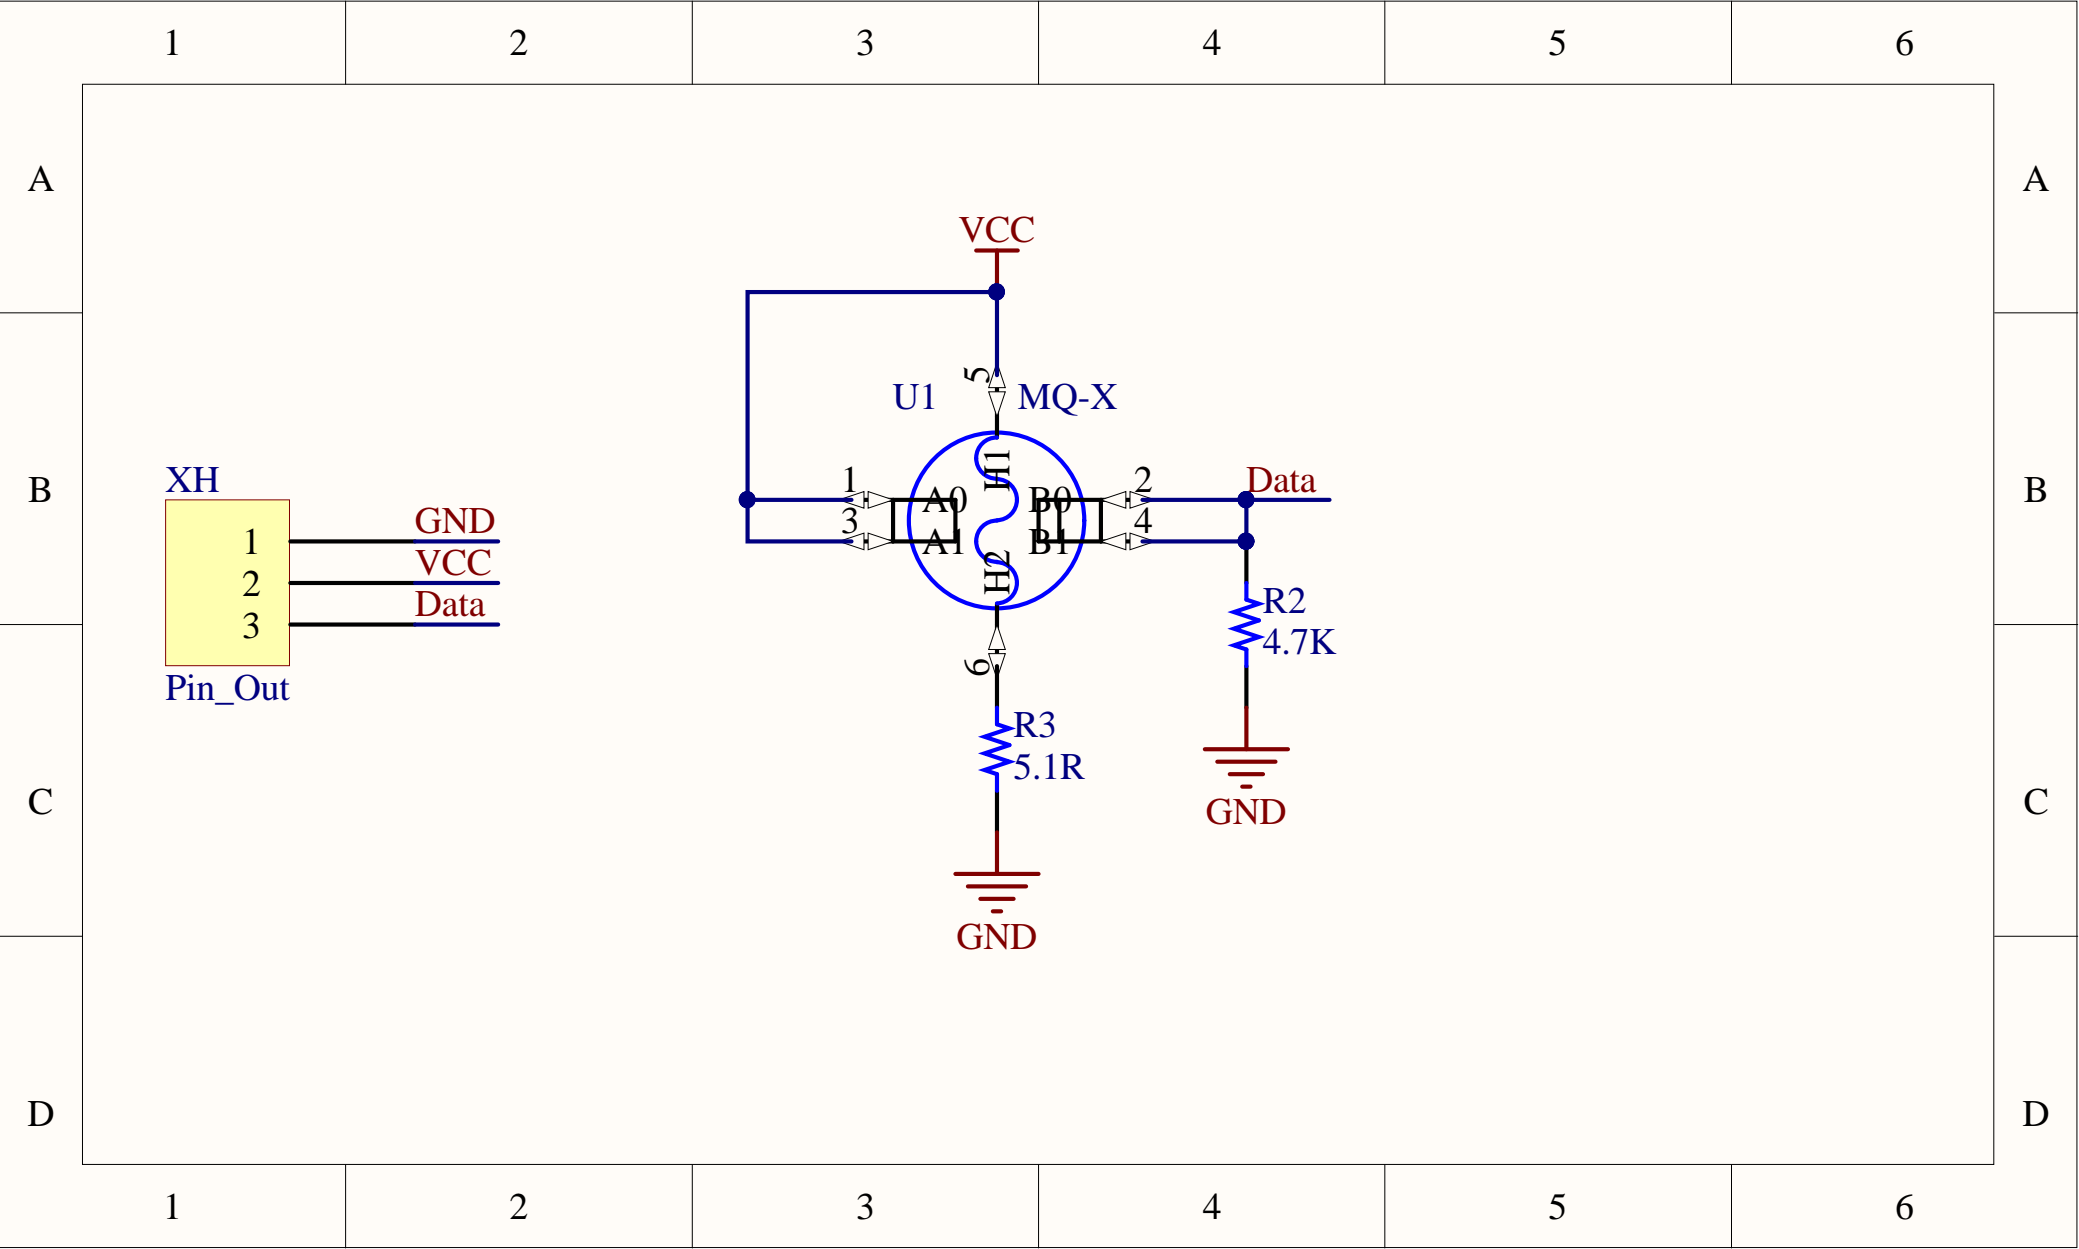 1 2 3 4 5 6
A A
VCC
5
U1 MQ-X
H1
B B
XH
1 A0 B0 2 Data
3 A1 B1 4
H2
1 GND
2 VCC
3 Data
Pin_Out
R2
4.7K
6
R3
5.1R
C C
GND
GND
D D
1 2 3 4 5 6